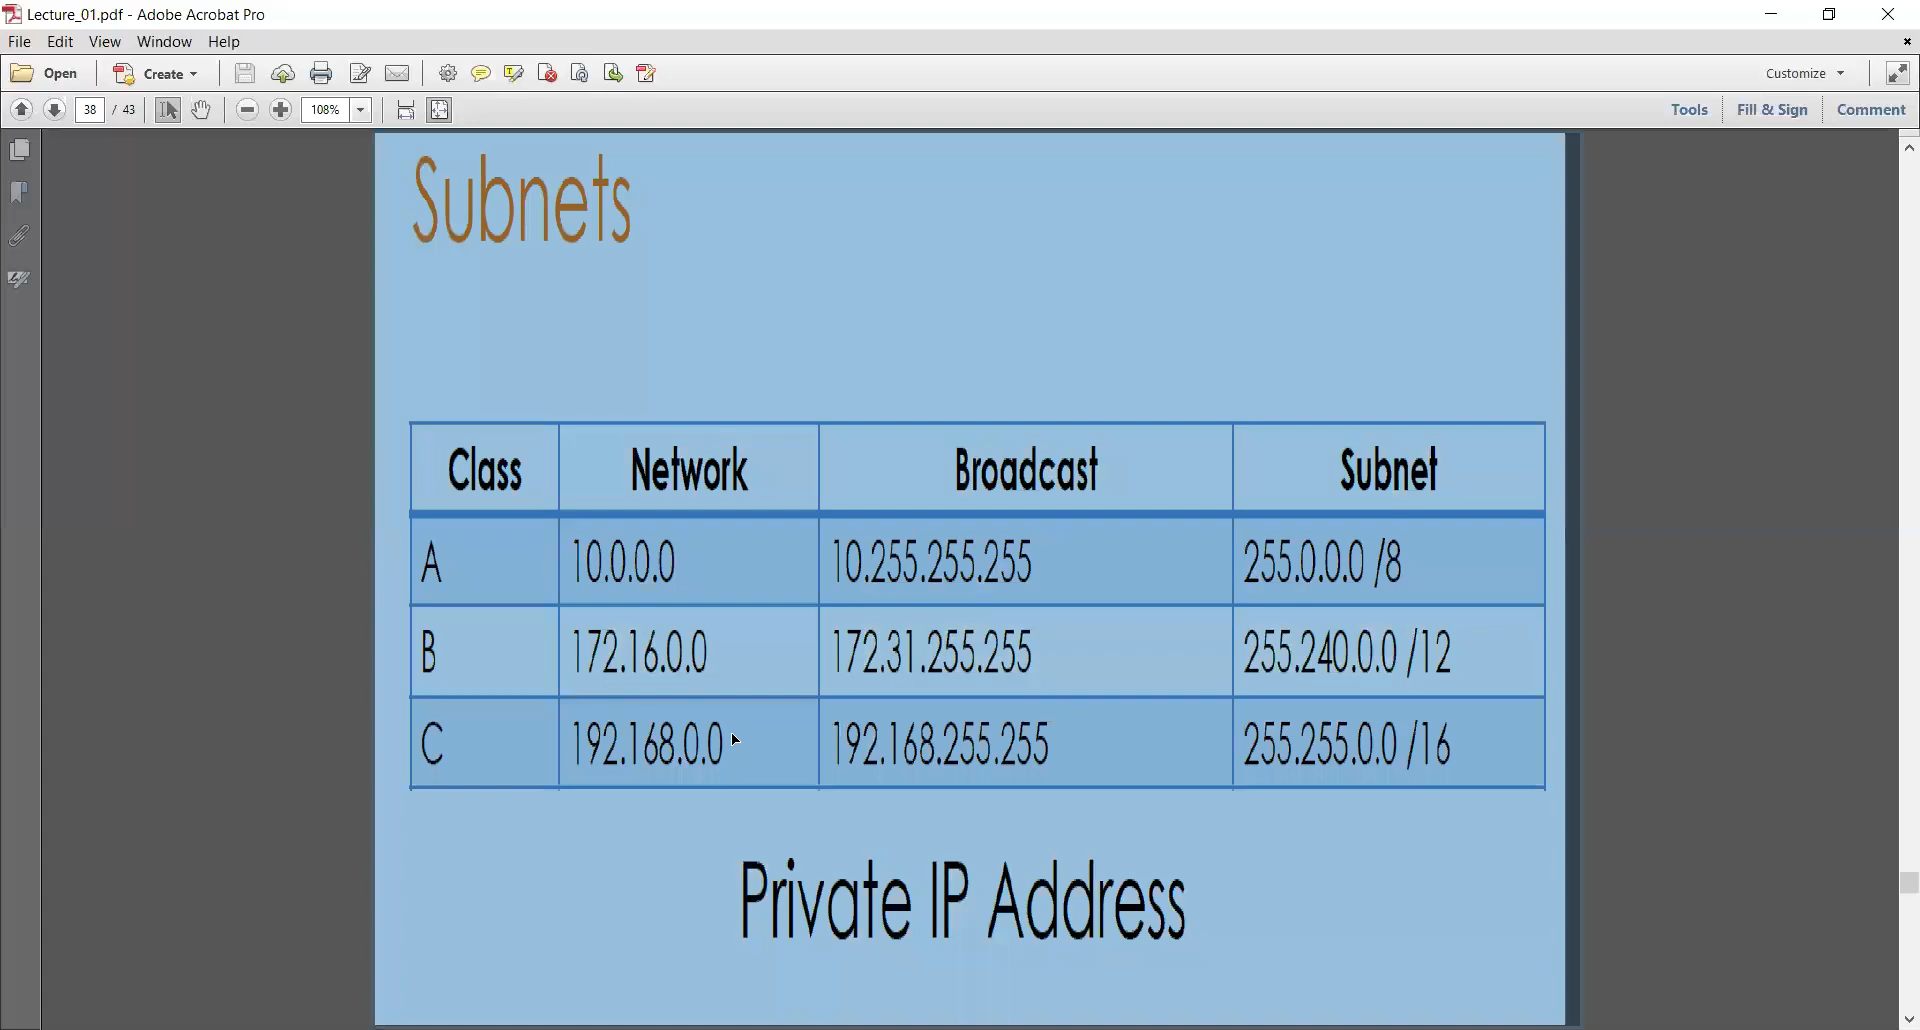 Lecture_01.pdf - Adobe Acrobat Pro
File Edit View Window Help
Open Create Customize
38 / 43 108% Tools Fill & Sign Comment
Subnets
Class Network Broadcast Subnet
A 10.0.0.0 10.255.255.255 255.0.0.0 /8
B 172.16.0.0 172.31.255.255 255.240.0.0 /12
C 192.168.0.0 192.168.255.255 255.255.0.0 /16
Private IP Address